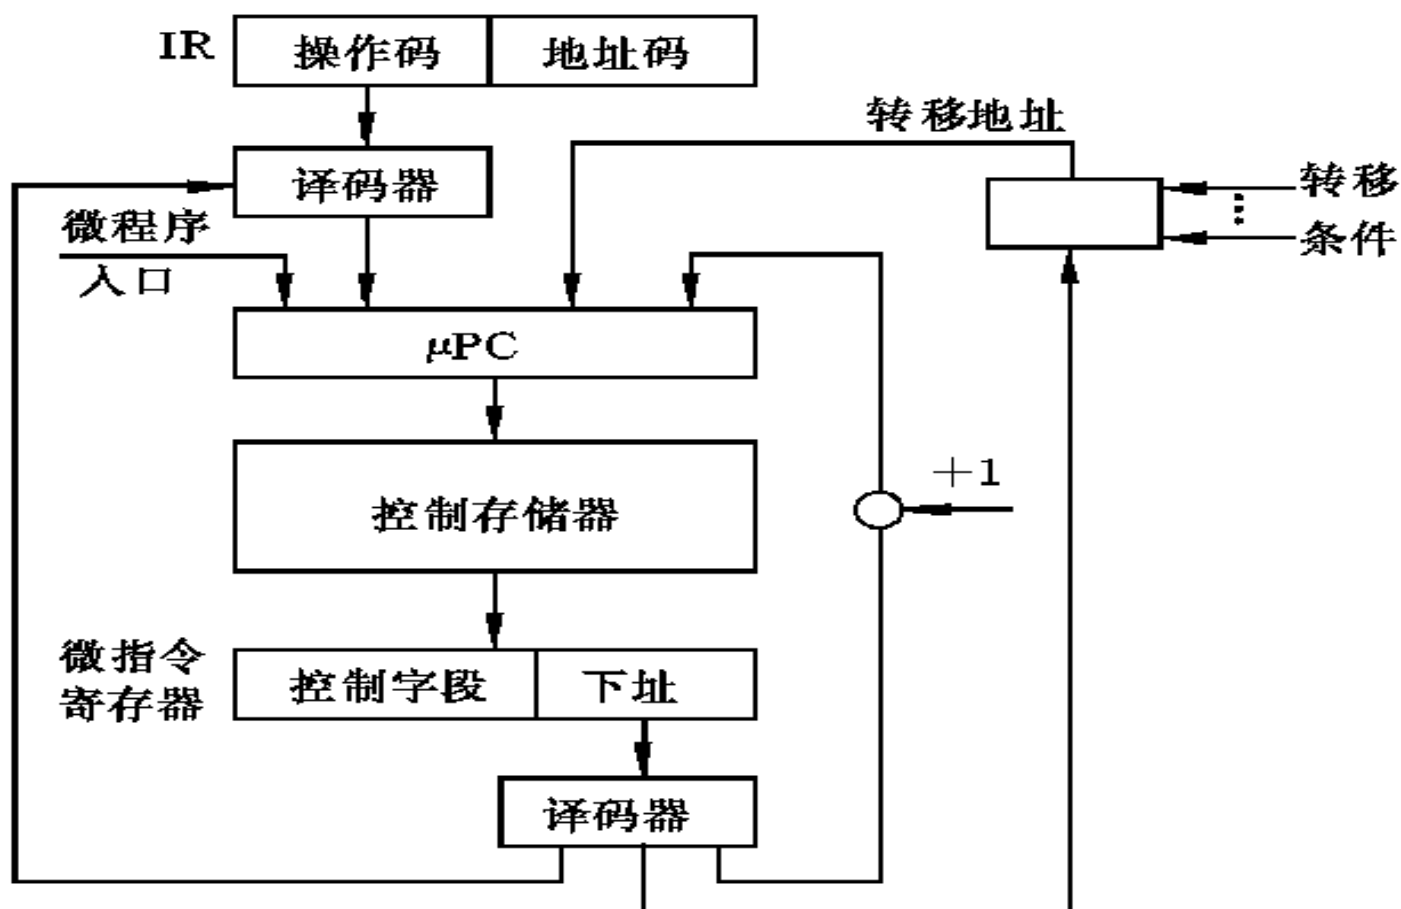 IR 操作码 地址码
转移地址
译码器
转移
条件
微程序
入口
μPC
+1
控制存储器
微指令
寄存器
控制字段 下址
译码器